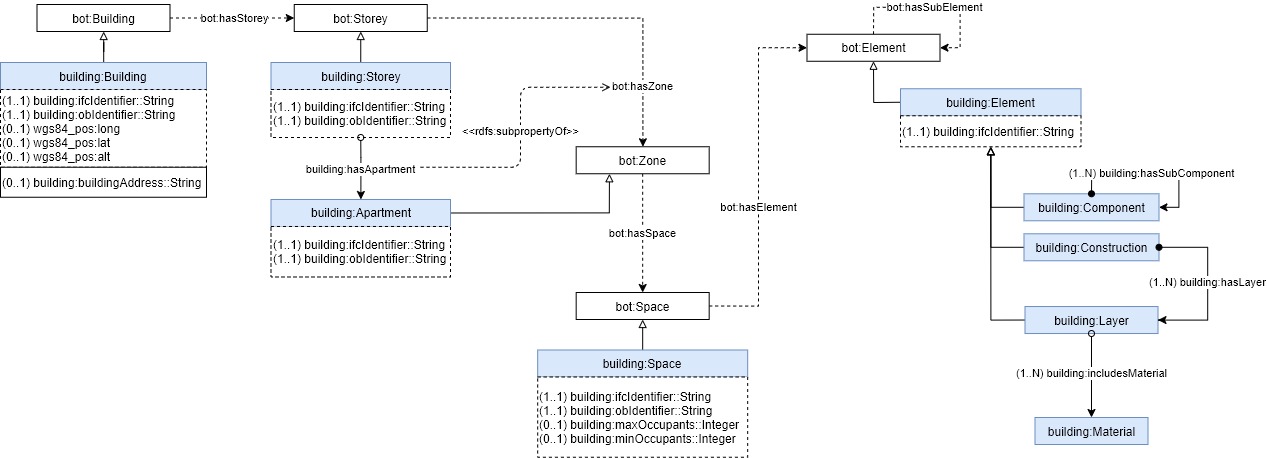 bot:Building
bot:hasStorey
bot:Storey
bot:hasSubElement
bot:Element
building:Building
(1..1) building:ifcIdentifier::String
(1..1) building:obIdentifier::String
(0..1) wgs84_pos:long
(0..1) wgs84_pos:lat
(0..1) wgs84_pos:alt
(0..1) building:buildingAddress::String
building:Storey
(1..1) building:ifcIdentifier::String
(1..1) building:obIdentifier::String
bot:hasZone
<<rdfs:subpropertyOf>>
building:hasApartment
building:Apartment
(1..1) building:ifcIdentifier::String
(1..1) building:obIdentifier::String
bot:Zone
bot:hasSpace
bot:hasElement
bot:Space
building:Space
(1..1) building:ifcIdentifier::String
(1..1) building:obIdentifier::String
(0..1) building:maxOccupants::Integer
(0..1) building:minOccupants::Integer
building:Element
(1..1) building:ifcIdentifier::String
(1..N) building:hasSubComponent
building:Component
building:Construction
(1..N) building:hasLayer
building:Layer
(1..N) building:includesMaterial
building:Material